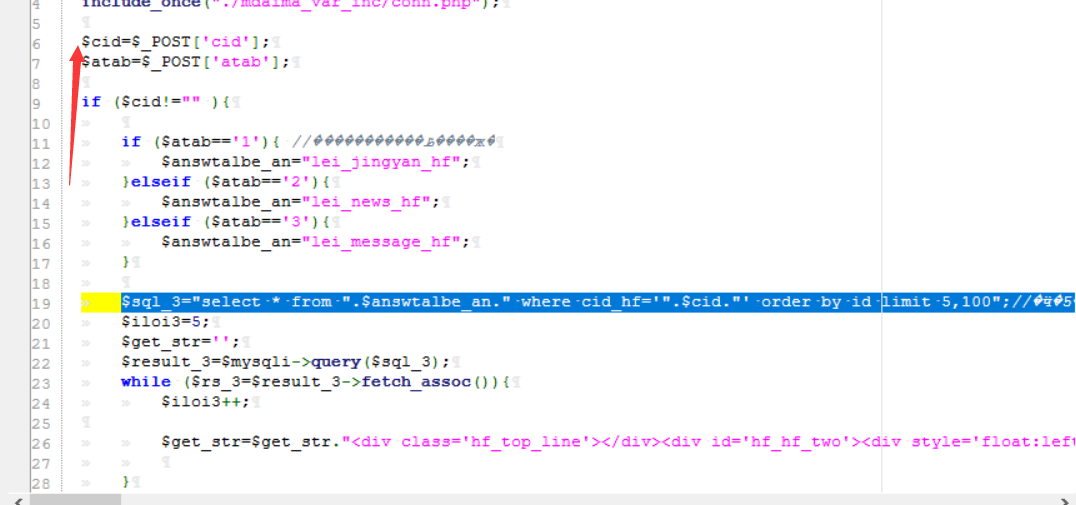 4 include_once("./mdaima_var_inc/conn.php");
5
6 $cid=$_POST['cid'];
7 $atab=$_POST['atab'];
8
9 if ($cid!="" ){
10
11 if ($atab=='1'){ //
12 $answtalbe_an="lei_jingyan_hf";
13 }elseif ($atab=='2'){
14 $answtalbe_an="lei_news_hf";
15 }elseif ($atab=='3'){
16 $answtalbe_an="lei_message_hf";
17 }
18
19 $sql_3="select * from ".$answtalbe_an." where cid_hf='".$cid."' order by id limit 5,100";//
20 $iloi3=5;
21 $get_str='';
22 $result_3=$mysqli->query($sql_3);
23 while ($rs_3=$result_3->fetch_assoc()){
24 $iloi3++;
25
26 $get_str=$get_str."<div class='hf_top_line'></div><div id='hf_hf_two'><div style='float:left
27
28 }